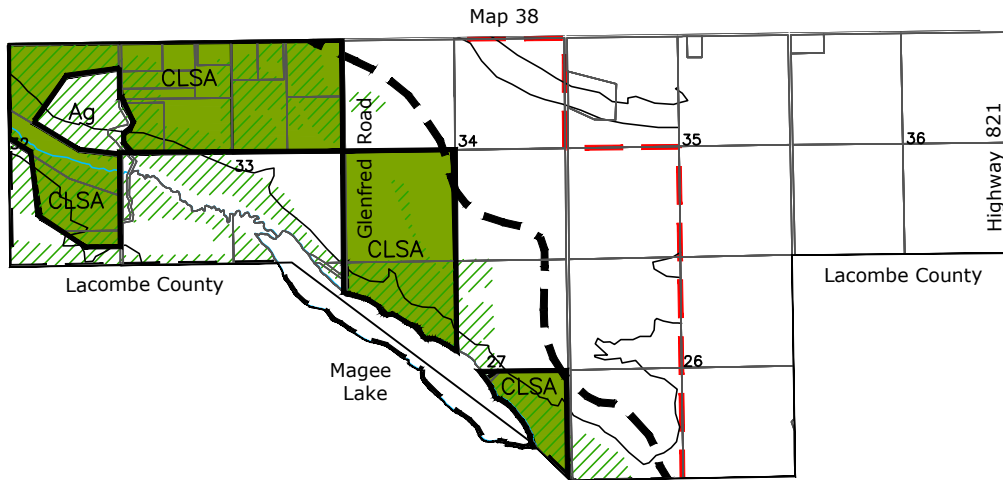 Map 38
CLSA
Ag
Road
Glenfred
Highway 821
32
33
34
35
36
CLSA
CLSA
Lacombe County
Lacombe County
Magee
Lake
27
26
CLSA